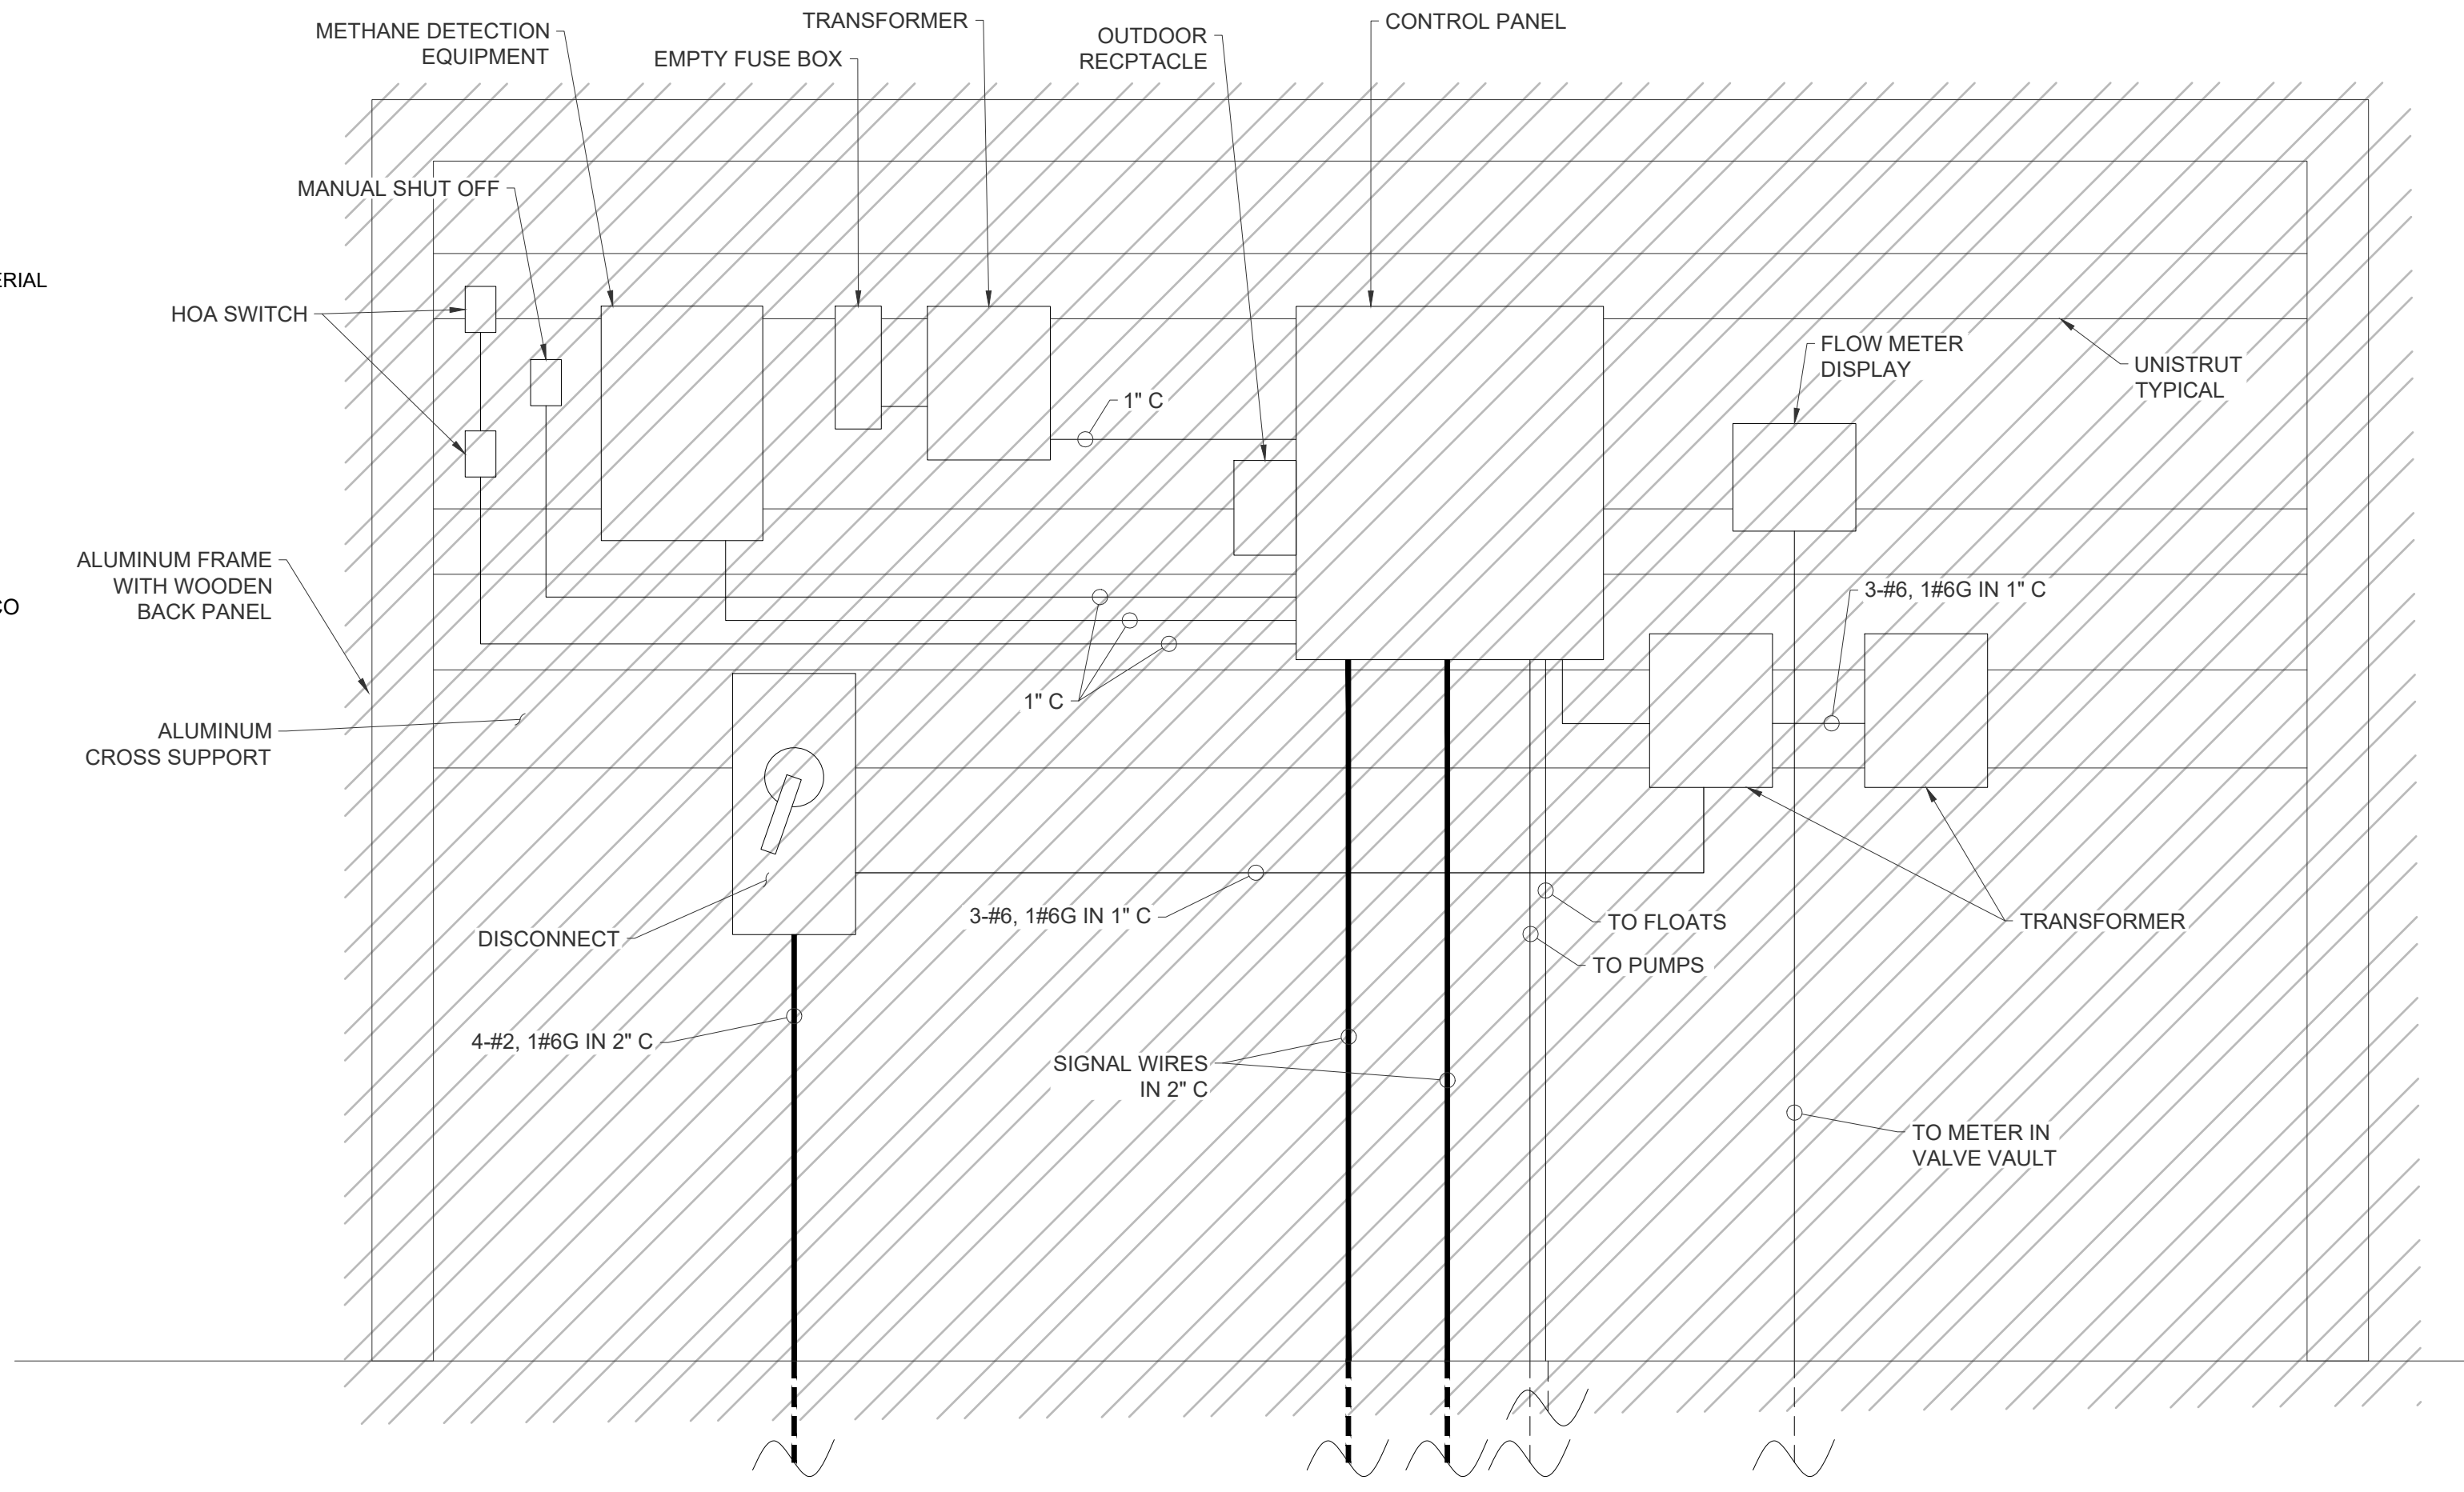 METHANE DETECTION
EQUIPMENT
TRANSFORMER
EMPTY FUSE BOX
OUTDOOR
RECPTACLE
CONTROL PANEL
MANUAL SHUT OFF
HOA SWITCH
FLOW METER
DISPLAY
UNISTRUT
TYPICAL
1" C
ALUMINUM FRAME
WITH WOODEN
BACK PANEL
3-#6, 1#6G IN 1" C
1" C
ALUMINUM
CROSS SUPPORT
3-#6, 1#6G IN 1" C
DISCONNECT
TO FLOATS
TO PUMPS
TRANSFORMER
4-#2, 1#6G IN 2" C
SIGNAL WIRES
IN 2" C
TO METER IN
VALVE VAULT